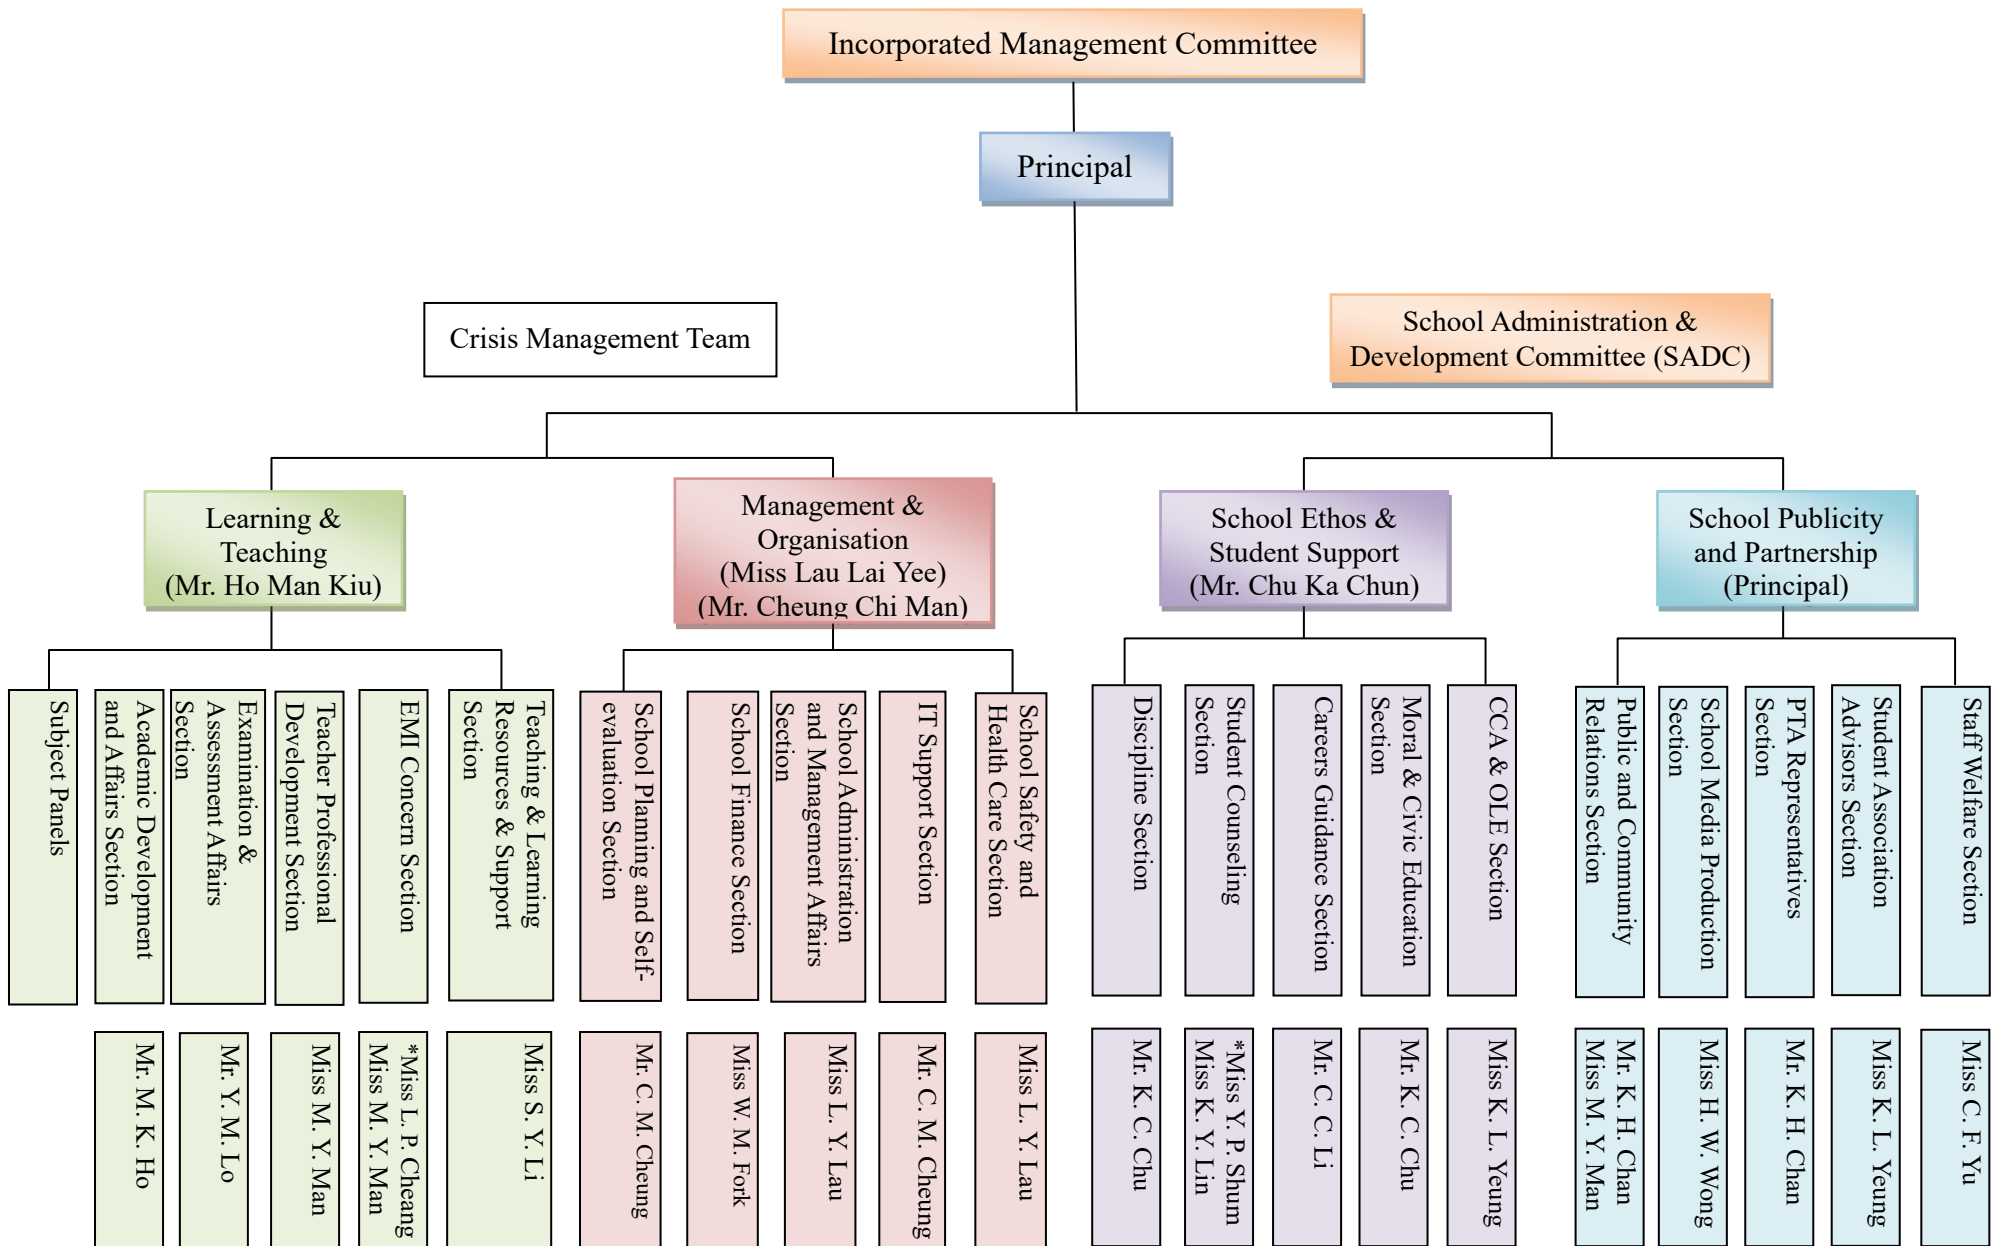 Incorporated Management Committee
Principal
Crisis Management Team
School Administration &
Development Committee (SADC)
Learning &
Teaching
(Mr. Ho Man Kiu)
Management &
Organisation
(Miss Lau Lai Yee)
(Mr. Cheung Chi Man)
School Ethos &
Student Support
(Mr. Chu Ka Chun)
School Publicity
and Partnership
(Principal)
Subject Panels
Academic Development
and Affairs Section
Examination &
Assessment Affairs
Section
Teacher Professional
Development Section
EMI Concern Section
Teaching & Learning
Resources & Support
Section
School Planning and Self-
evaluation Section
School Finance Section
School Administration
and Management Affairs
Section
IT Support Section
School Safety and
Health Care Section
Discipline Section
Student Counseling
Section
Careers Guidance Section
Moral & Civic Education
Section
CCA & OLE Section
Public and Community
Relations Section
School Media Production
Section
PTA Representatives
Section
Student Association
Advisors Section
Staff Welfare Section
Mr. M. K. Ho
Mr. Y. M. Lo
Miss M. Y. Man
*Miss L. P. Cheang
Miss M. Y. Man
Miss S. Y. Li
Mr. C. M. Cheung
Miss W. M. Fork
Miss L. Y. Lau
Mr. C. M. Cheung
Miss L. Y. Lau
Mr. K. C. Chu
*Miss Y. P. Shum
Miss K. Y. Lin
Mr. C. C. Li
Mr. K. C. Chu
Miss K. L. Yeung
Mr. K. H. Chan
Miss M. Y. Man
Miss H. W. Wong
Mr. K. H. Chan
Miss K. L. Yeung
Miss C. F. Yu